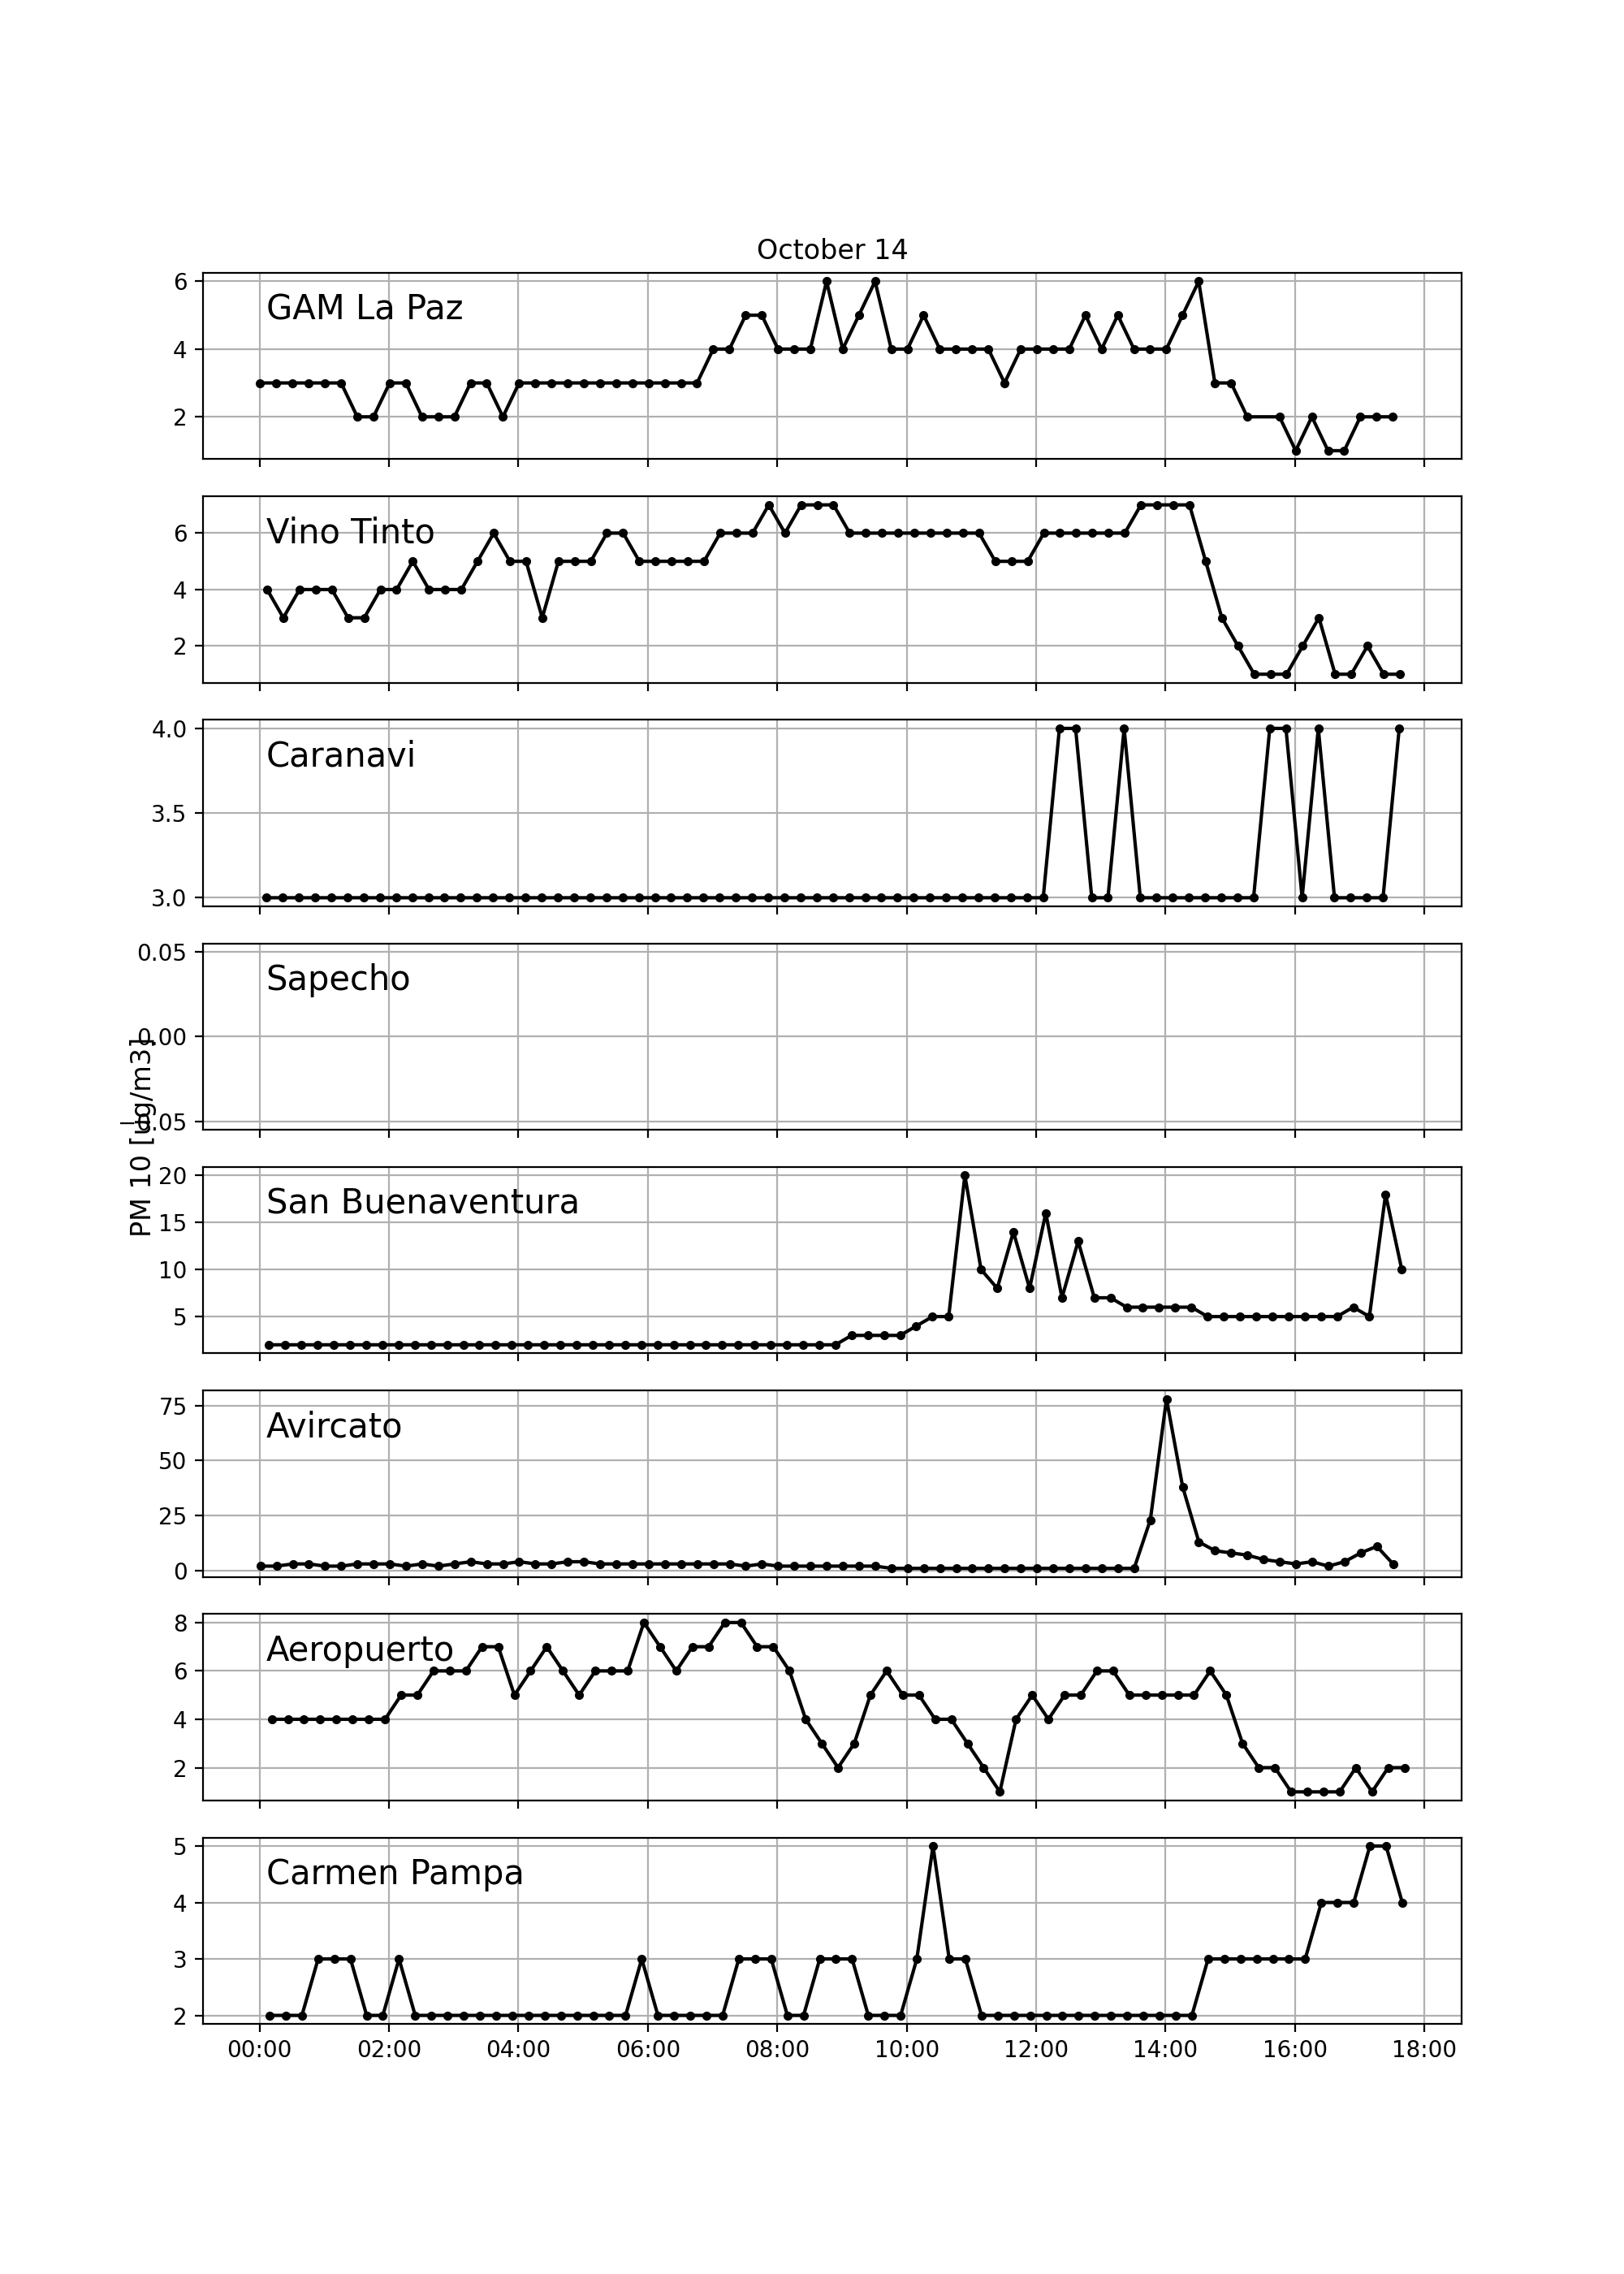 October 14
6
GAM La Paz
4
2
Vino Tinto
6
4
2
4.0
Caranavi
3.5
3.0
0.05
Sapecho
0.00
−0.05
PM 10 [μg/m3]
20
San Buenaventura
15
10
5
75
Avircato
50
25
0
8
Aeropuerto
6
4
2
5
Carmen Pampa
4
3
2
00:00 02:00 04:00 06:00 08:00 10:00 12:00 14:00 16:00 18:00